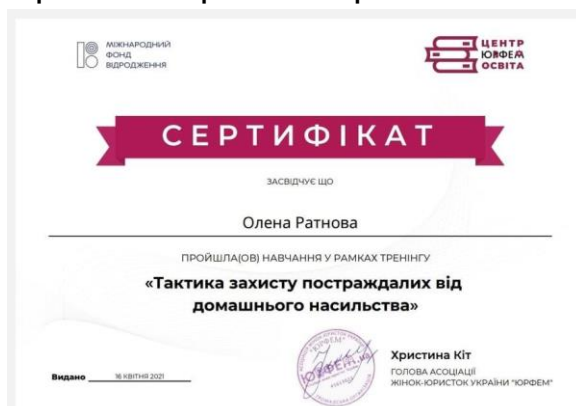 МІЖНАРОДНИЙ
ФОНД
ВІДРОДЖЕННЯ
ЦЕНТР
ЮРФЕМ
ОСВІТА
СЕРТИФІКАТ
ЗАСВІДЧУЄ ЩО
Олена Ратнова
ПРОЙШЛА(ОВ) НАВЧАННЯ У РАМКАХ ТРЕНІНГУ
«Тактика захисту постраждалих від
домашнього насильства»
Христина Кіт
ГОЛОВА АСОЦІАЦІЇ
ЖІНОК-ЮРИСТОК УКРАЇНИ "ЮРФЕМ"
Видано 16 КВІТНЯ 2021